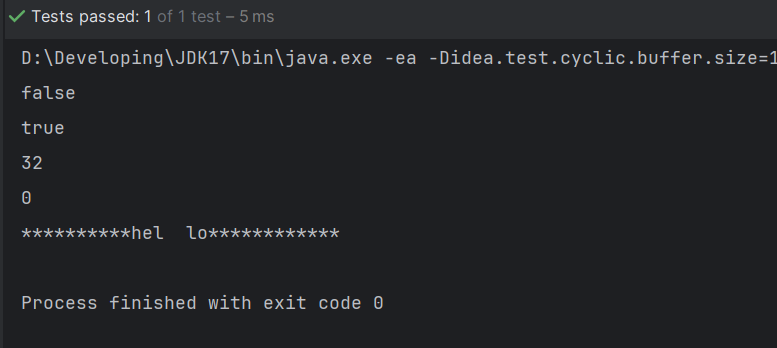 Tests passed: 1 of 1 test – 5 ms
D:\Developing\JDK17\bin\java.exe -ea -Didea.test.cyclic.buffer.size=1
false
true
32
0
**********hel  lo************
Process finished with exit code 0